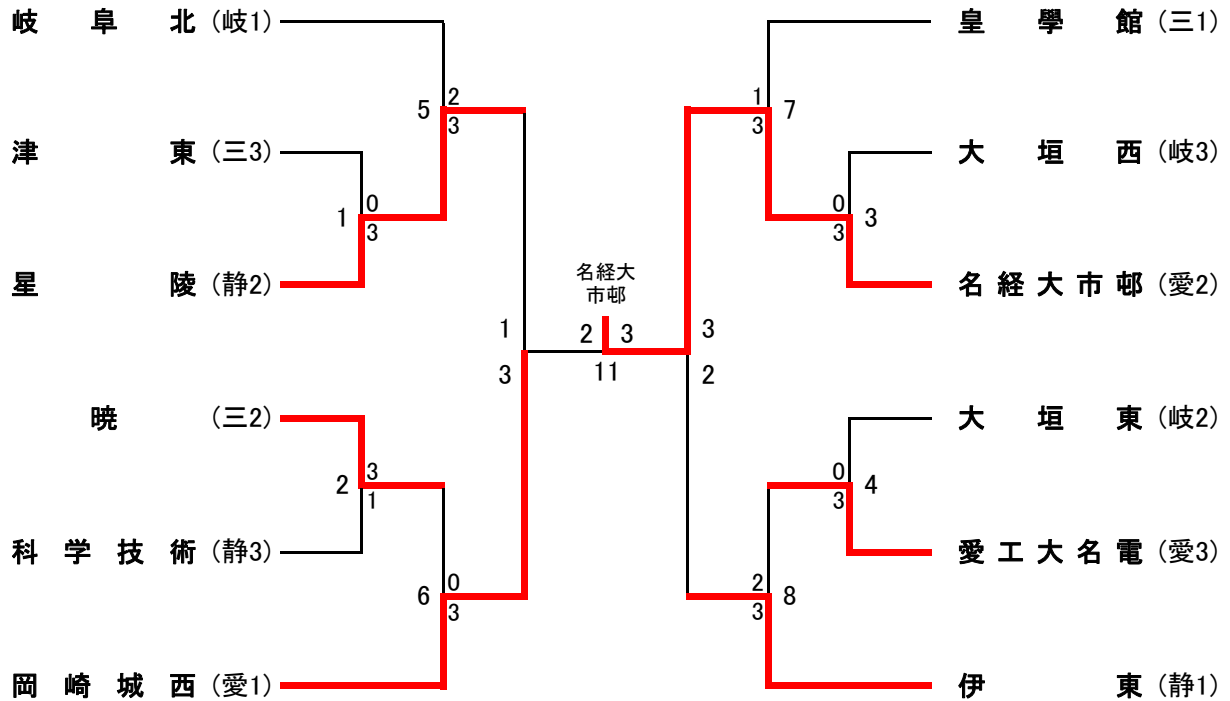 岐阜北 (岐1)
2
5
3
津東 (三3)
0
1
3
星陵 (静2)
1
3
暁 (三2)
3
2
1
科学技術 (静3)
0
6
3
岡崎城西 (愛1)
名経大
市邨
2 3
11
皇學館 (三1)
1
7
3
大垣西 (岐3)
0
3
3
名経大市邨 (愛2)
3
2
大垣東 (岐2)
0
4
3
愛工大名電 (愛3)
2
8
3
伊東 (静1)